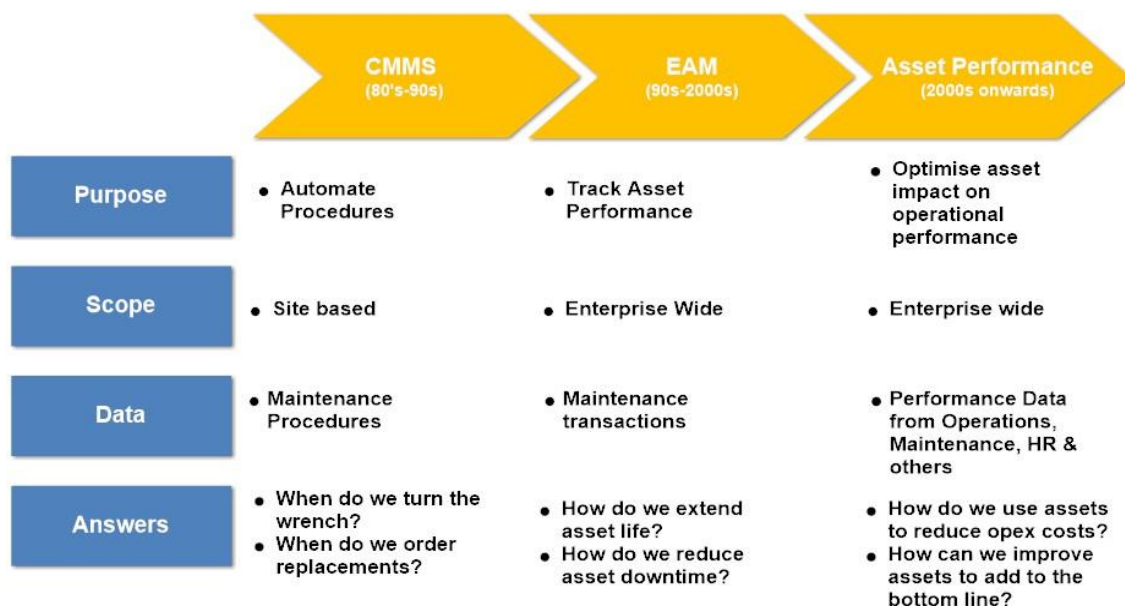 CMMS
(80's-90s)
EAM
(90s-2000s)
Asset Performance
(2000s onwards)
Purpose
• Automate
Procedures
• Track Asset
Performance
• Optimise asset
impact on
operational
performance
Scope
• Site based
• Enterprise Wide
• Enterprise wide
Data
• Maintenance
Procedures
• Maintenance
transactions
• Performance Data
from Operations,
Maintenance, HR &
others
Answers
• When do we turn the
wrench?
• When do we order
replacements?
• How do we extend
asset life?
• How do we reduce
asset downtime?
• How do we use assets
to reduce opex costs?
• How can we improve
assets to add to the
bottom line?